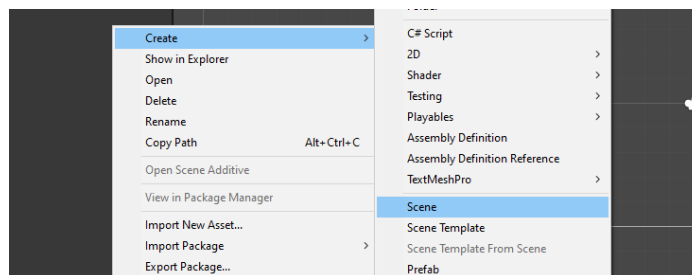 Create
Show in Explorer
Open
Delete
Rename
Copy Path Alt+Ctrl+C
Open Scene Additive
View in Package Manager
Import New Asset...
Import Package
Export Package...
Folder
C# Script
2D
Shader
Testing
Playables
Assembly Definition
Assembly Definition Reference
TextMeshPro
Scene
Scene Template
Scene Template From Scene
Prefab